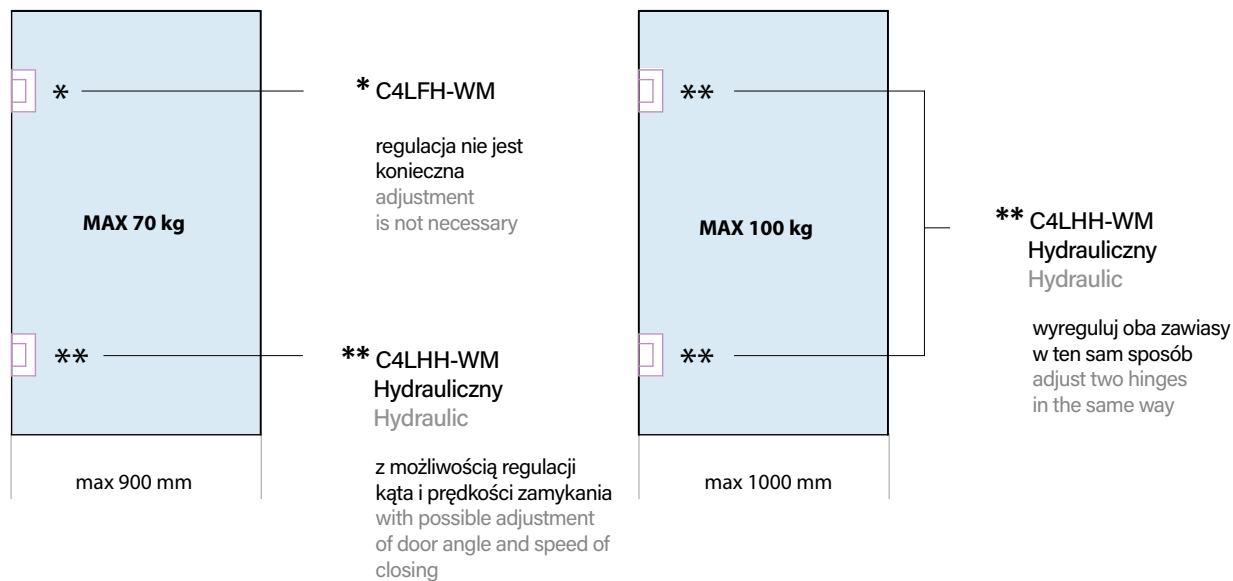 * C4LFH-WM
regulacja nie jest
konieczna
adjustment
is not necessary
*
MAX 70 kg
**
** C4LHH-WM
Hydrauliczny
Hydraulic
z możliwością regulacji
kąta i prędkości zamykania
with possible adjustment
of door angle and speed of
closing
max 900 mm
**
MAX 100 kg
**
** C4LHH-WM
Hydrauliczny
Hydraulic
wyreguluj oba zawiasy
w ten sam sposób
adjust two hinges
in the same way
max 1000 mm